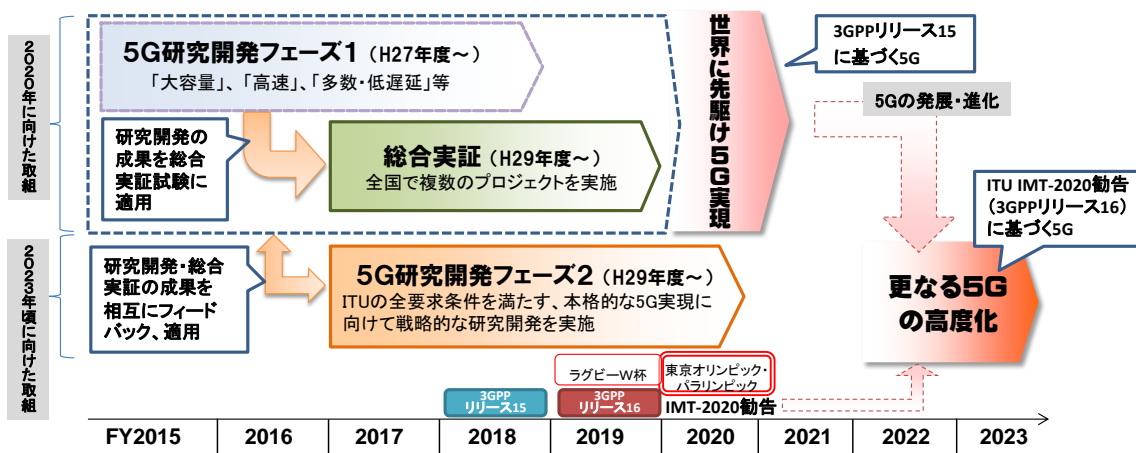 2020年に向けた取組
5G研究開発フェーズ1（H27年度～）
「大容量」、「高速」、「多数・低遅延」等
研究開発の
成果を総合
実証試験に
適用
総合実証（H29年度～）
全国で複数のプロジェクトを実施
世界に先駆け5G実現
3GPPリリース15
に基づく5G
5Gの発展・進化
ITU IMT-2020勧告
（3GPPリリース16）
に基づく5G
2023年頃に向けた取組
研究開発・総合
実証の成果を
相互にフィード
バック、適用
5G研究開発フェーズ2（H29年度～）
ITUの全要求条件を満たす、本格的な5G実現に
向けて戦略的な研究開発を実施
更なる5G
の高度化
ラグビーW杯
東京オリンピック・
パラリンピック
3GPP
リリース15
3GPP
リリース16
IMT-2020勧告
FY2015 2016 2017 2018 2019 2020 2021 2022 2023